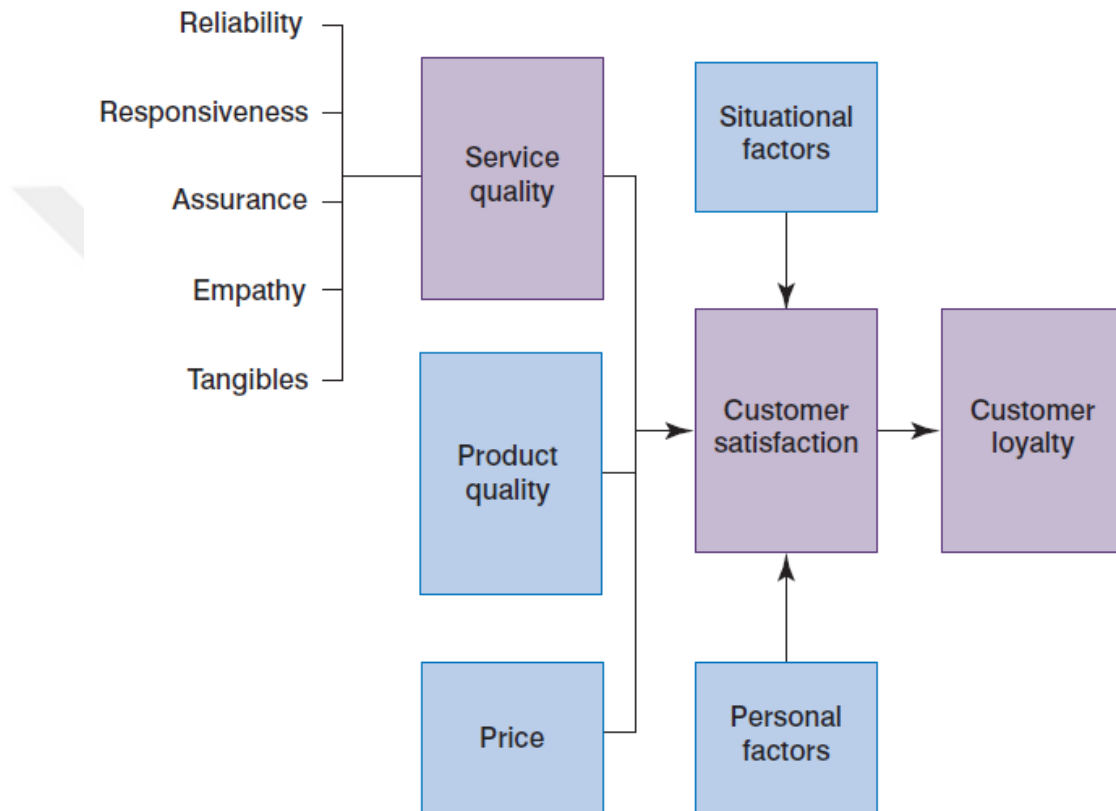 Reliability
Responsiveness
Assurance
Empathy
Tangibles
Service
quality
Product
quality
Price
Situational
factors
Customer
satisfaction
Personal
factors
Customer
loyalty